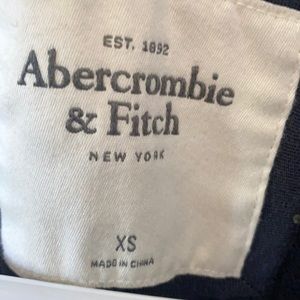 EST. 1892
Abercrombie
& Fitch
NEW YORK
XS
MADE IN CHINA